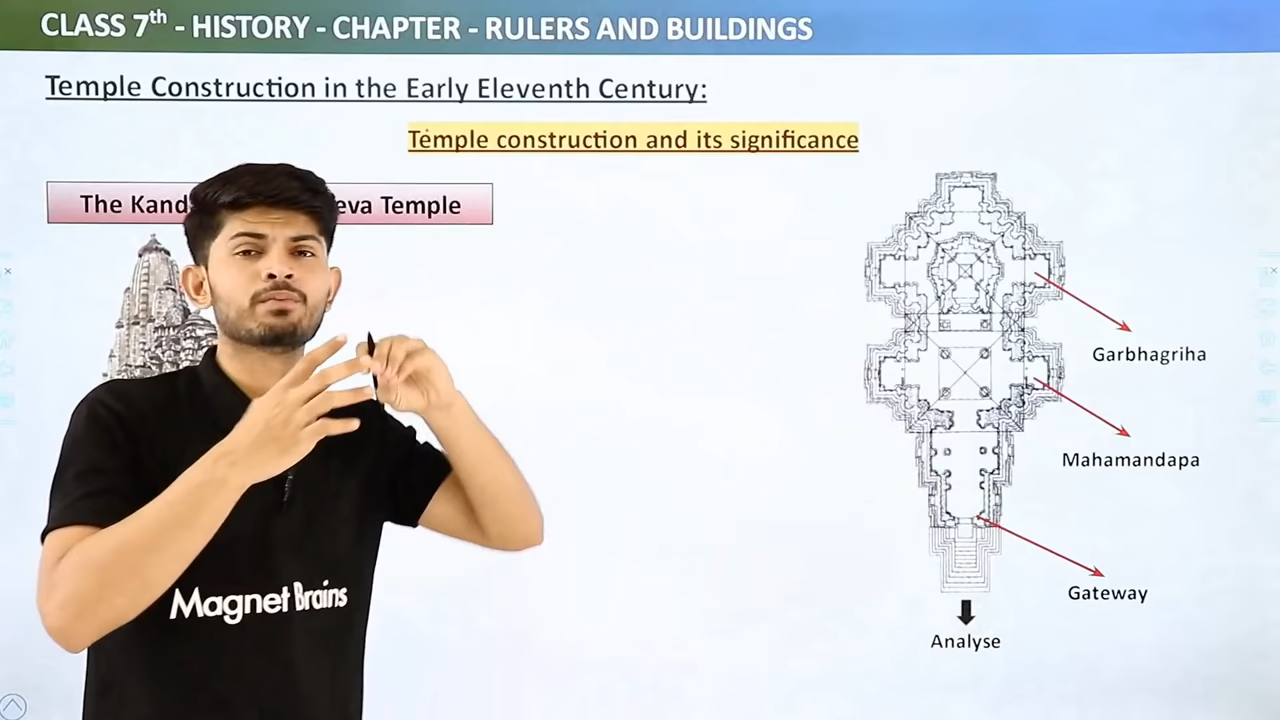 CLASS 7th - HISTORY - CHAPTER - RULERS AND BUILDINGS
Temple Construction in the Early Eleventh Century:
Temple construction and its significance
The Kand eva Temple
Garbhagriha
Mahamandapa
Gateway
Analyse
Magnet Brains